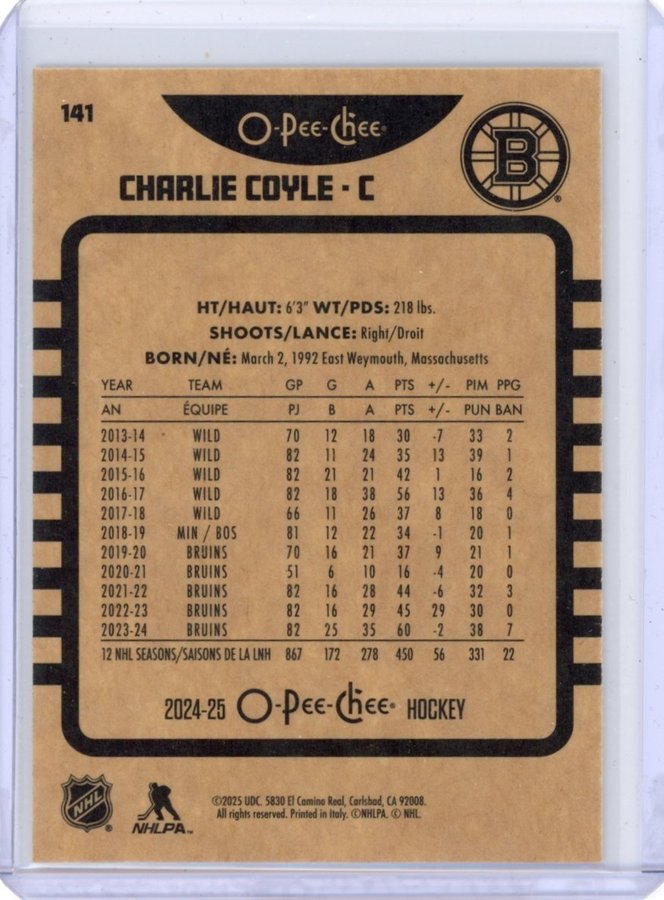 141
O-Pee-Chee®
B
®
CHARLIE COYLE - C
HT/HAUT: 6'3" WT/PDS: 218 lbs.
SHOOTS/LANCE: Right/Droit
BORN/NÉ: March 2, 1992 East Weymouth, Massachusetts
YEAR TEAM GP G A PTS +/- PIM PPG
AN ÉQUIPE PJ B A PTS +/- PUN BAN
2013-14 WILD 70 12 18 30 -7 33 2
2014-15 WILD 82 11 24 35 13 39 1
2015-16 WILD 82 21 21 42 1 16 2
2016-17 WILD 82 18 38 56 13 36 4
2017-18 WILD 66 11 26 37 8 18 0
2018-19 MIN / BOS 81 12 22 34 -1 20 1
2019-20 BRUINS 70 16 21 37 9 21 1
2020-21 BRUINS 51 6 10 16 -4 20 0
2021-22 BRUINS 82 16 28 44 -6 32 3
2022-23 BRUINS 82 16 29 45 29 30 0
2023-24 BRUINS 82 25 35 60 -2 38 7
12 NHL SEASONS/SAISONS DE LA LNH 867 172 278 450 56 331 22
2024-25 O-Pee-Chee® HOCKEY
NHL ®
NHLPA™
©2025 UDC. 5830 El Camino Real, Carlsbad, CA 92008.
All rights reserved. Printed in Italy. ©NHLPA. © NHL.